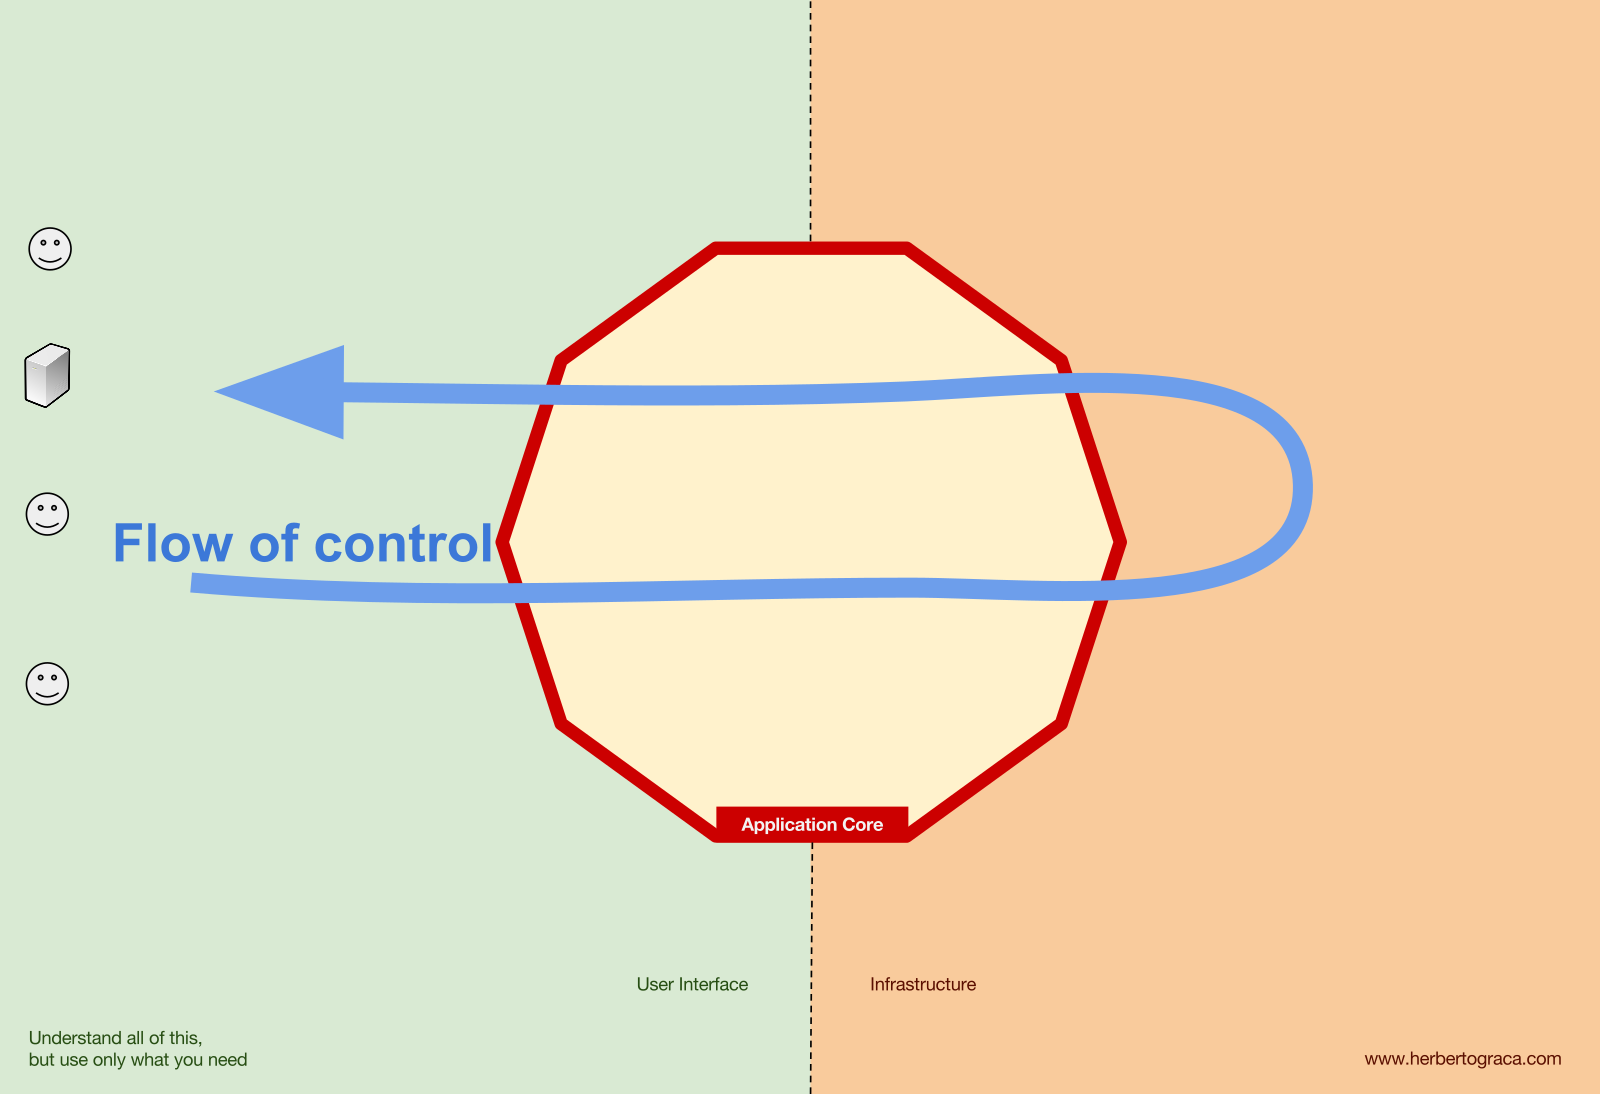 Flow of control
Application Core
User Interface
Infrastructure
Understand all of this,
but use only what you need
www.herbertograca.com